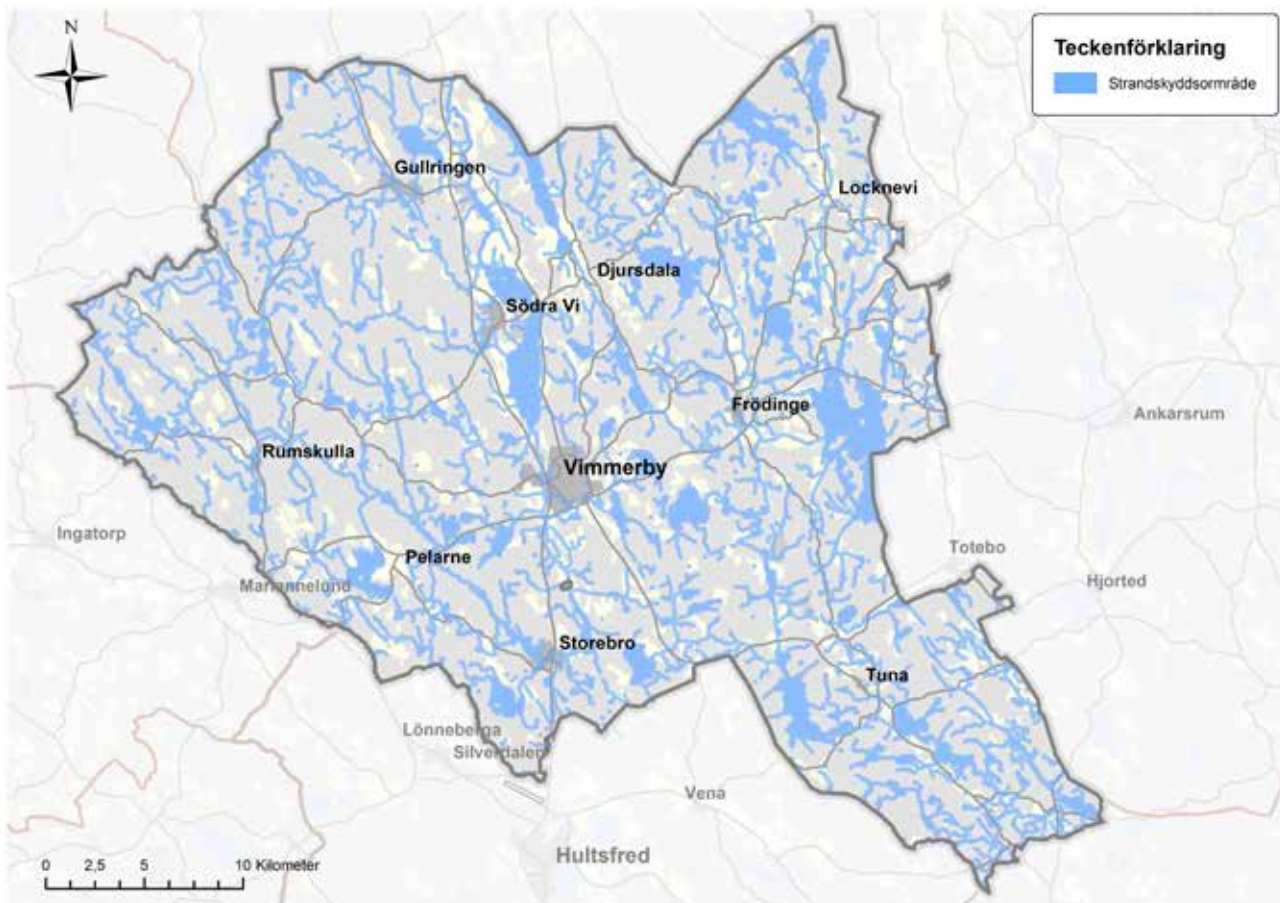 N
Teckenförklaring
Strandskyddsormråde
Gullringen
Locknevi
Djursdala
Södra Vi
Frödinge
Ankarsrum
Rumskulla
Vimmerby
Ingatorp
Pelarne
Totebo
Mariannelund
Hjorted
Storebro
Tuna
Lönneberga
Silverdalen
Vena
Hultsfred
0 2,5 5 10 Kilometer